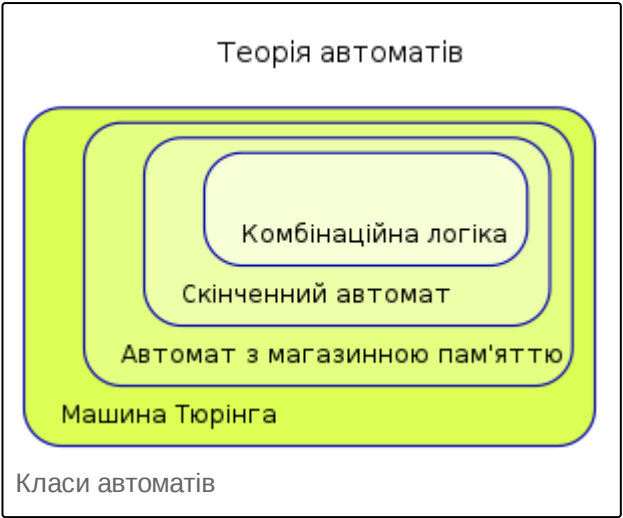 Теорія автоматів
Комбінаційна логіка
Скінченний автомат
Автомат з магазинною пам'яттю
Машина Тюрінга
Класи автоматів